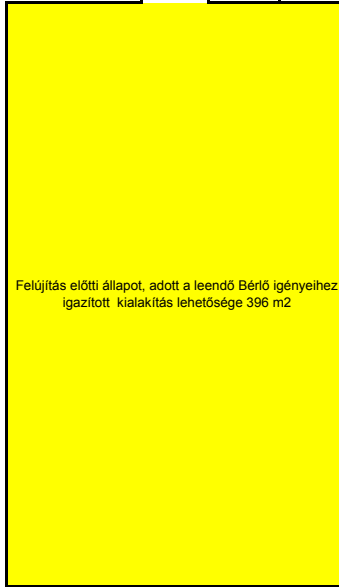 Felújítás előtti állapot, adott a leendő Bérlő igényeihez
igazított  kialakítás lehetősége 396 m2